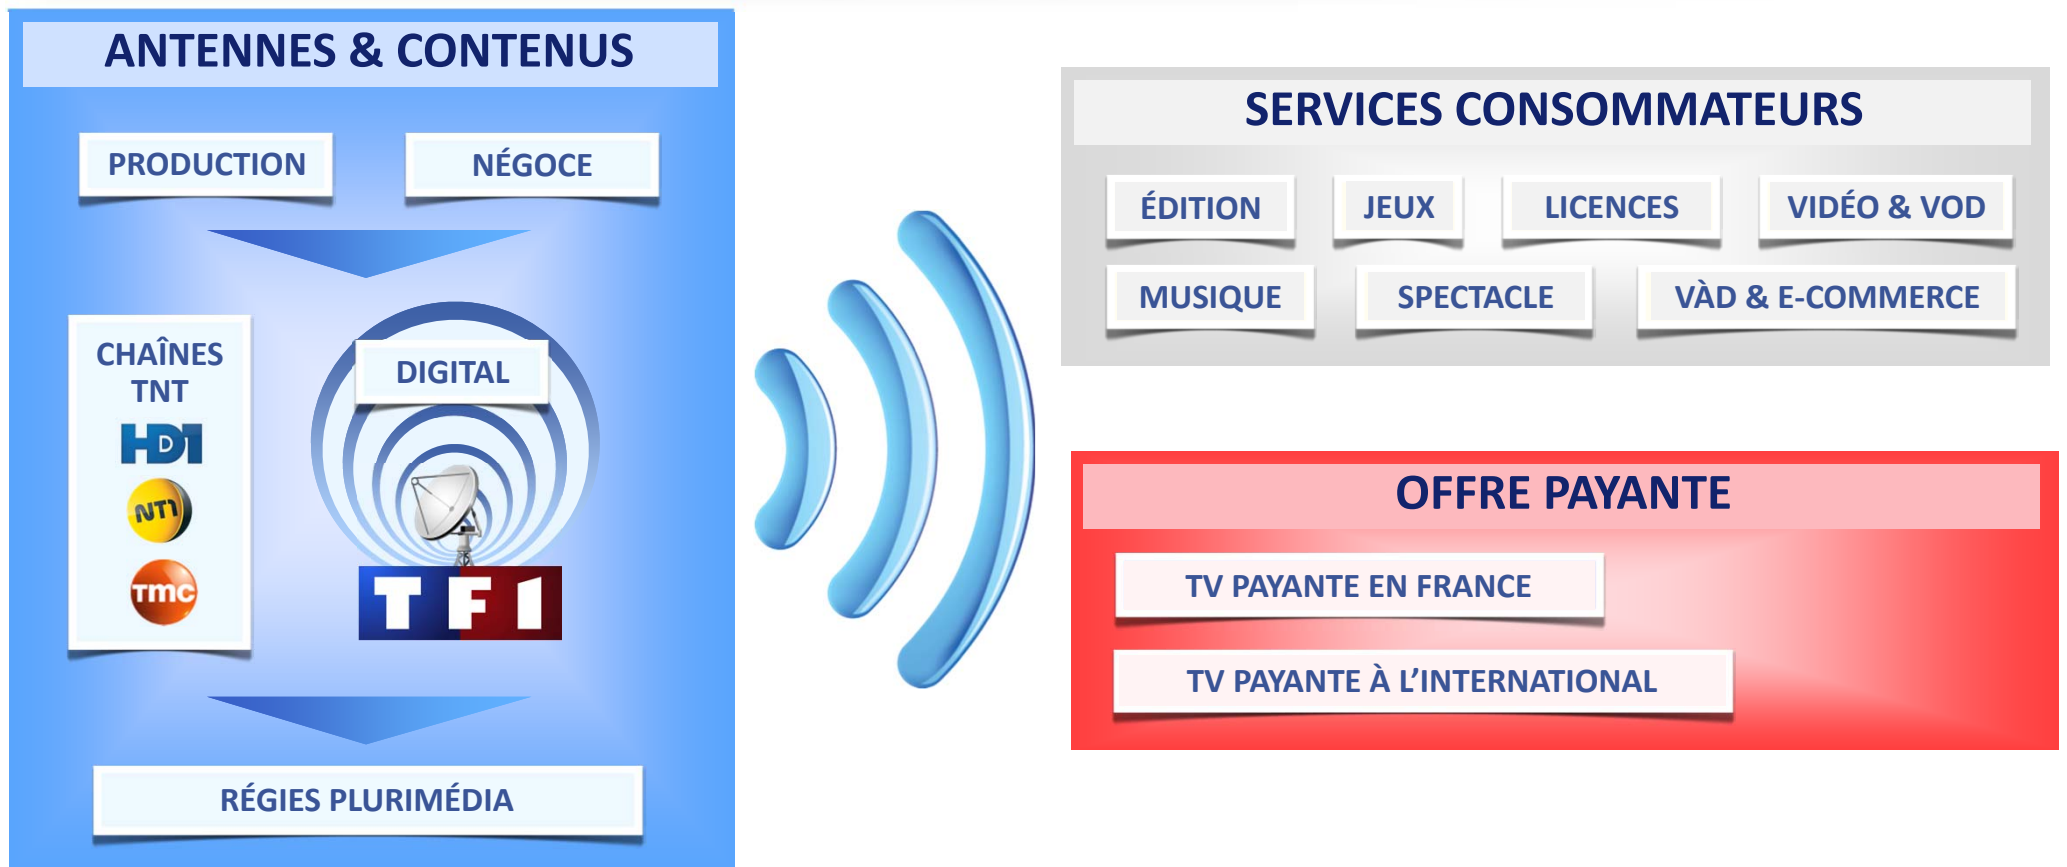 ANTENNES & CONTENUS
PRODUCTION
NÉGOCE
CHAÎNES
TNT
HD1
NT1
TMC
DIGITAL
TF1
RÉGIES PLURIMÉDIA
SERVICES CONSOMMATEURS
ÉDITION
JEUX
LICENCES
VIDÉO & VOD
MUSIQUE
SPECTACLE
VÀD & E-COMMERCE
OFFRE PAYANTE
TV PAYANTE EN FRANCE
TV PAYANTE À L’INTERNATIONAL